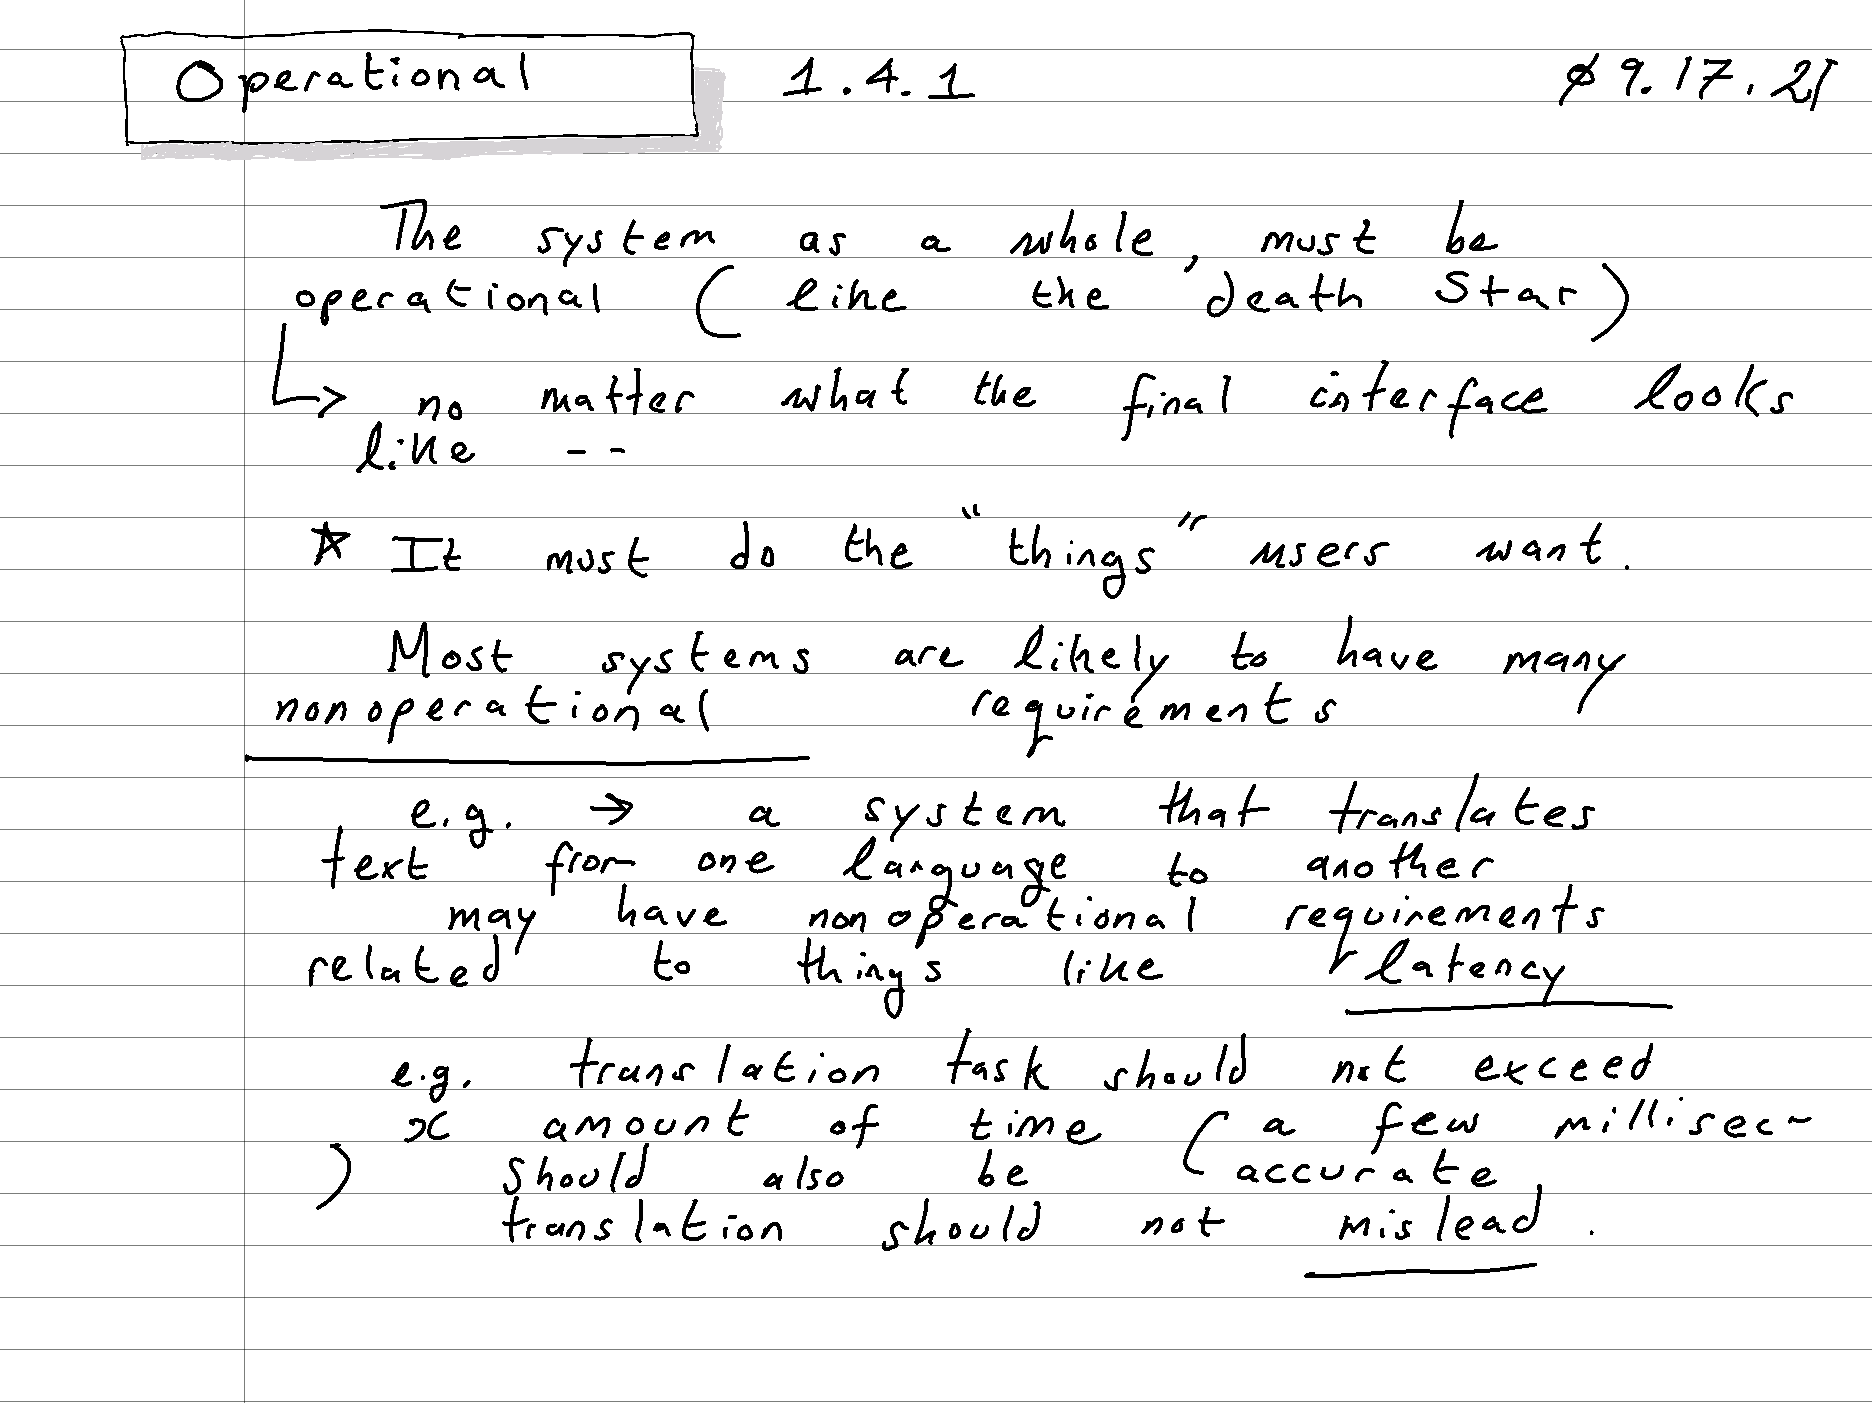 Operational 1.4.1 09.17.21
The system as a whole, must be
operational (like the death Star)
↳ no matter what the final interface looks
like --
☆ It must do the "things" users want.
Most systems are likely to have many
nonoperational requirements
e.g. → a system that translates
text from one language to another
may have nonoperational requirements
related to things like latency
e.g. translation task should not exceed
x amount of time (a few millisec~
) should also be accurate,
translation should not mislead.